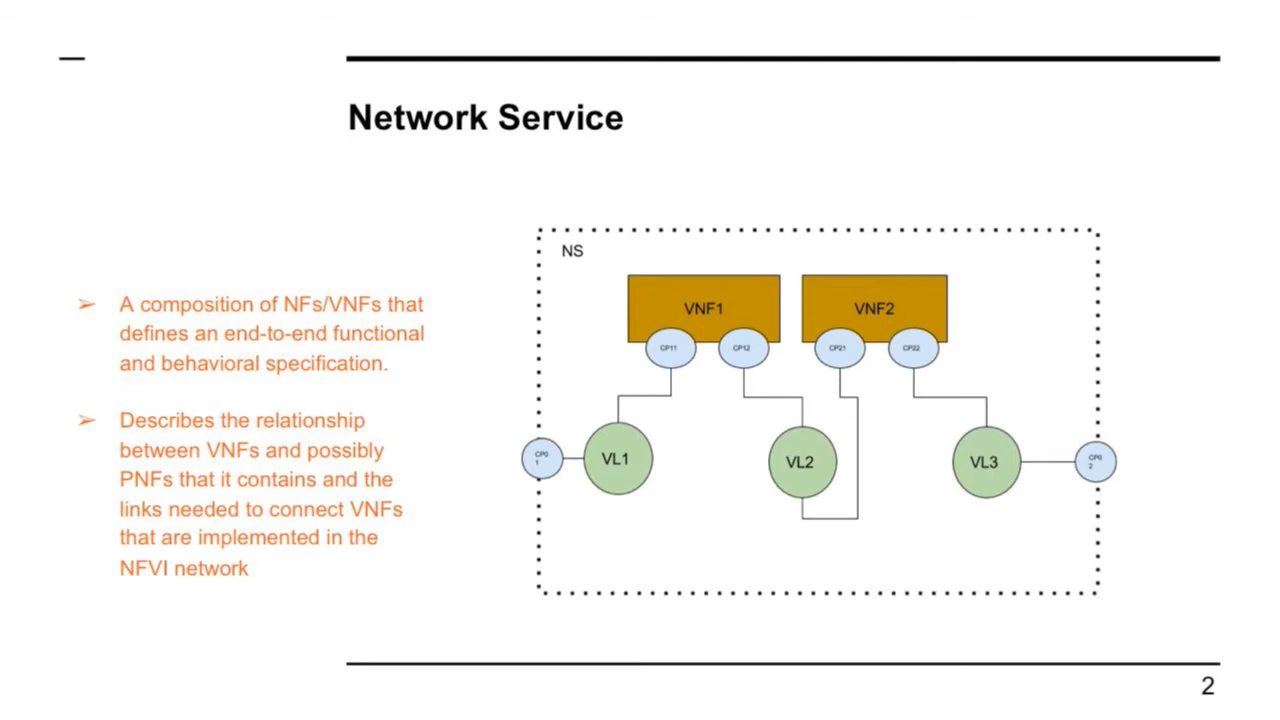 Network Service
➢ A composition of NFs/VNFs that
defines an end-to-end functional
and behavioral specification.
➢ Describes the relationship
between VNFs and possibly
PNFs that it contains and the
links needed to connect VNFs
that are implemented in the
NFVI network
NS
VNF1
VNF2
CP11
CP12
CP21
CP22
CP0
1
VL1
VL2
VL3
CP0
2
2